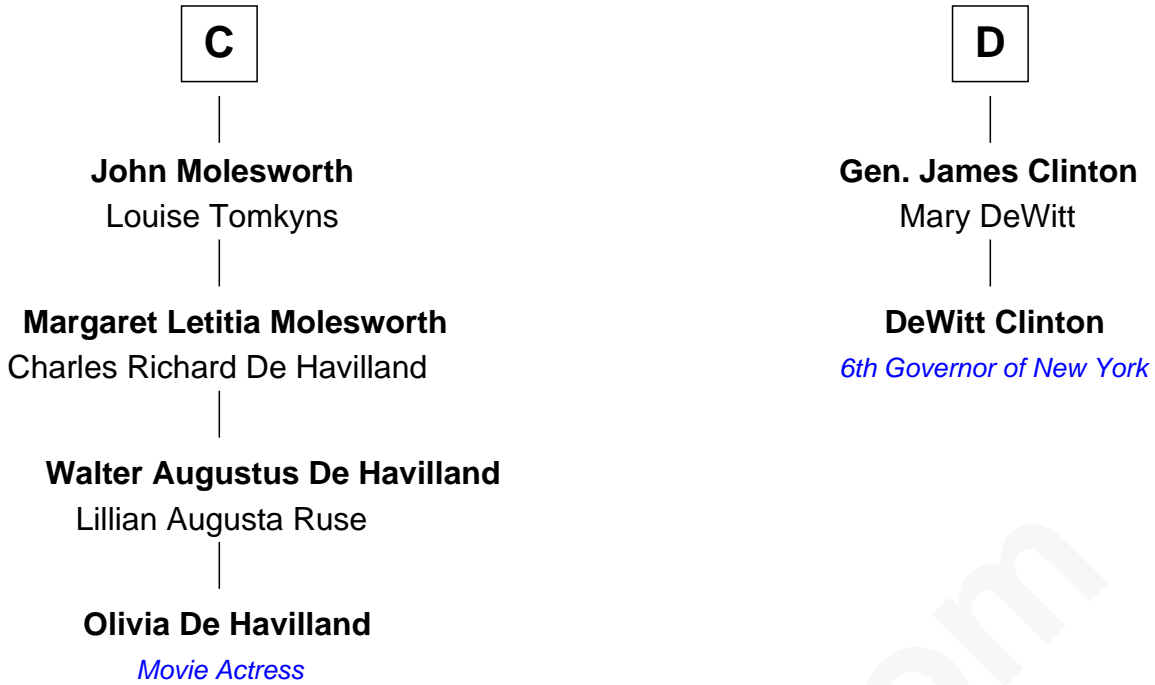 C
John Molesworth
Louise Tomkyns
Margaret Letitia Molesworth
Charles Richard De Havilland
Walter Augustus De Havilland
Lillian Augusta Ruse
Olivia De Havilland
Movie Actress
D
Gen. James Clinton
Mary DeWitt
DeWitt Clinton
6th Governor of New York
om